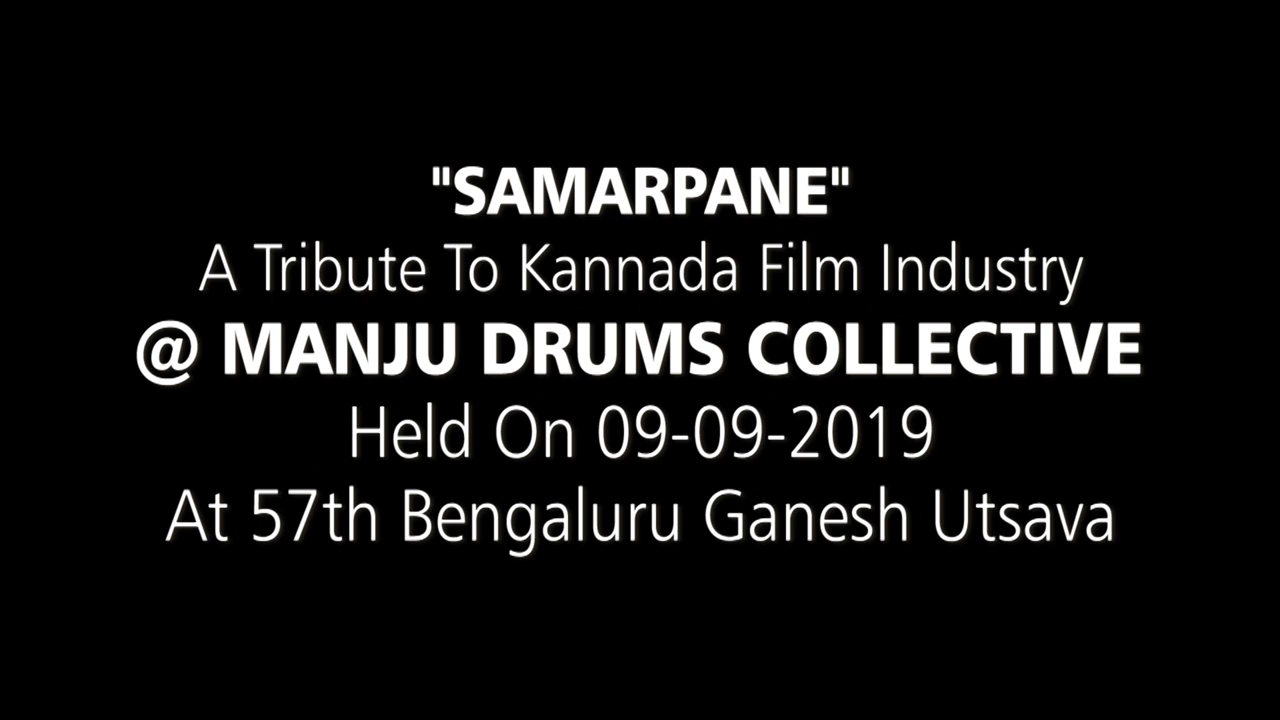 "SAMARPANE"
A Tribute To Kannada Film Industry
@ MANJU DRUMS COLLECTIVE
Held On 09-09-2019
At 57th Bengaluru Ganesh Utsava